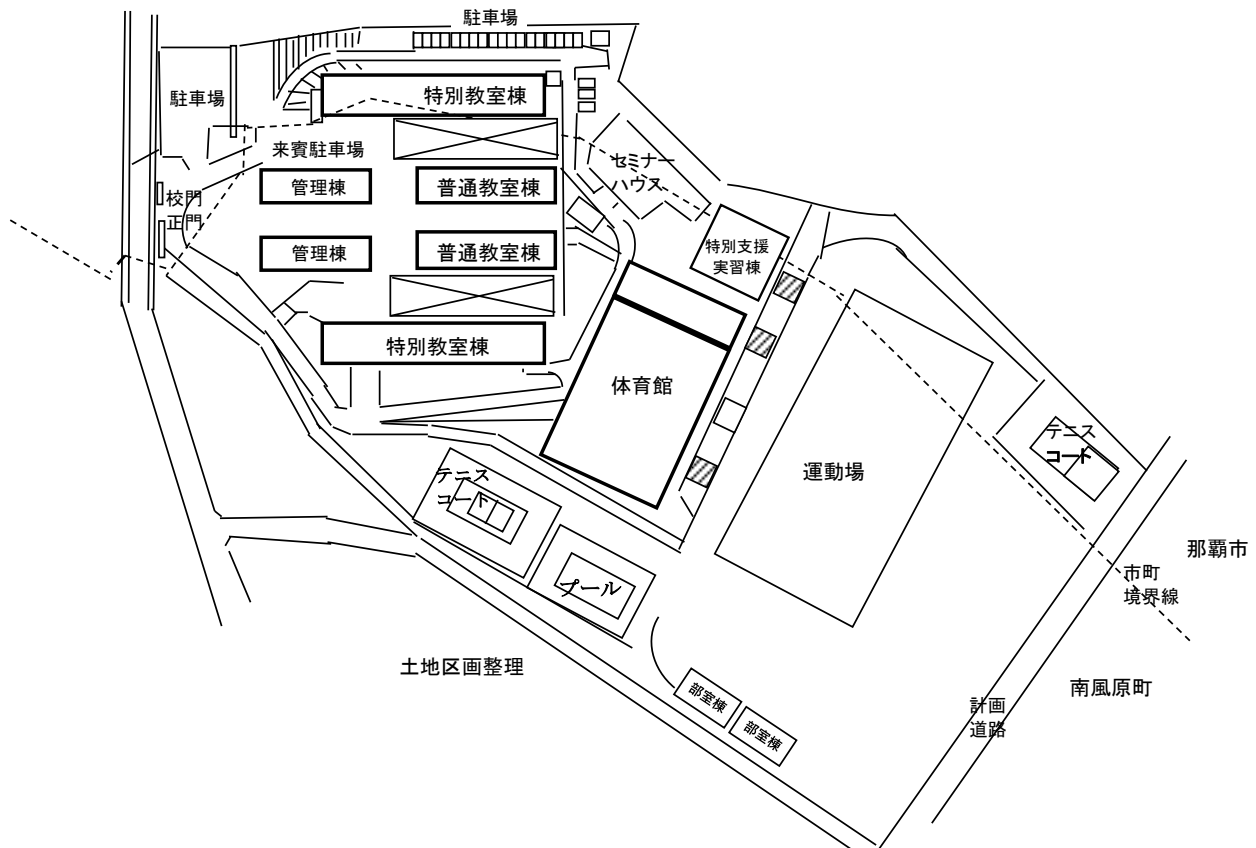 駐車場
駐車場
特別教室棟
来賓駐車場
セミナー
ハウス
管理棟
普通教室棟
校門
正門
管理棟
普通教室棟
特別支援
実習棟
特別教室棟
体育館
テニス
コート
運動場
テニス
コート
プール
那覇市
市町
境界線
土地区画整理
南風原町
部室棟
部室棟
計画
道路